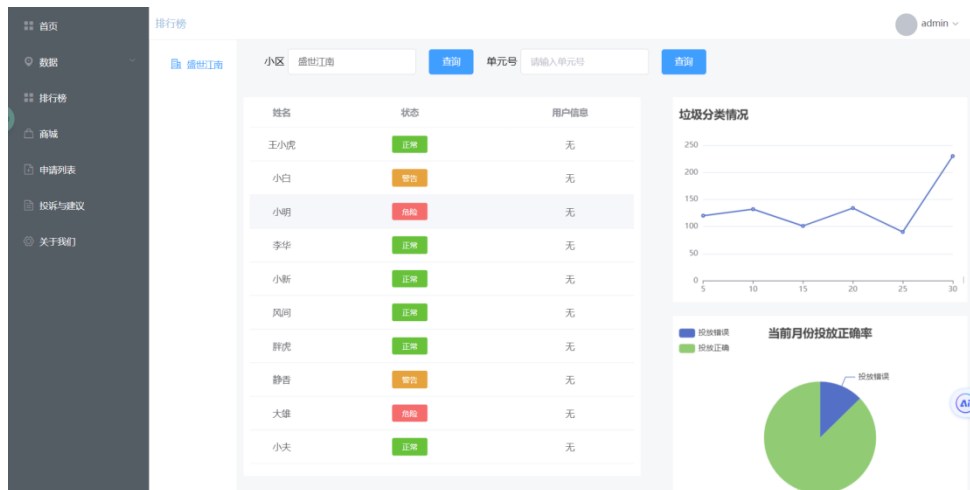 首页
数据
排行榜
商城
申请列表
投诉与建议
关于我们
排行榜
admin
盛世江南
小区 盛世江南 查询 单元号 请输入单元号 查询
姓名 状态 用户信息
王小虎 正常 无
小白 警告 无
小明 危险 无
李华 正常 无
小新 正常 无
风间 正常 无
胖虎 正常 无
静香 警告 无
大雄 危险 无
小夫 正常 无
垃圾分类情况
250
200
150
100
50
0
5 10 15 20 25 30
当前月份投放正确率
投放错误
投放正确
投放错误
Ai